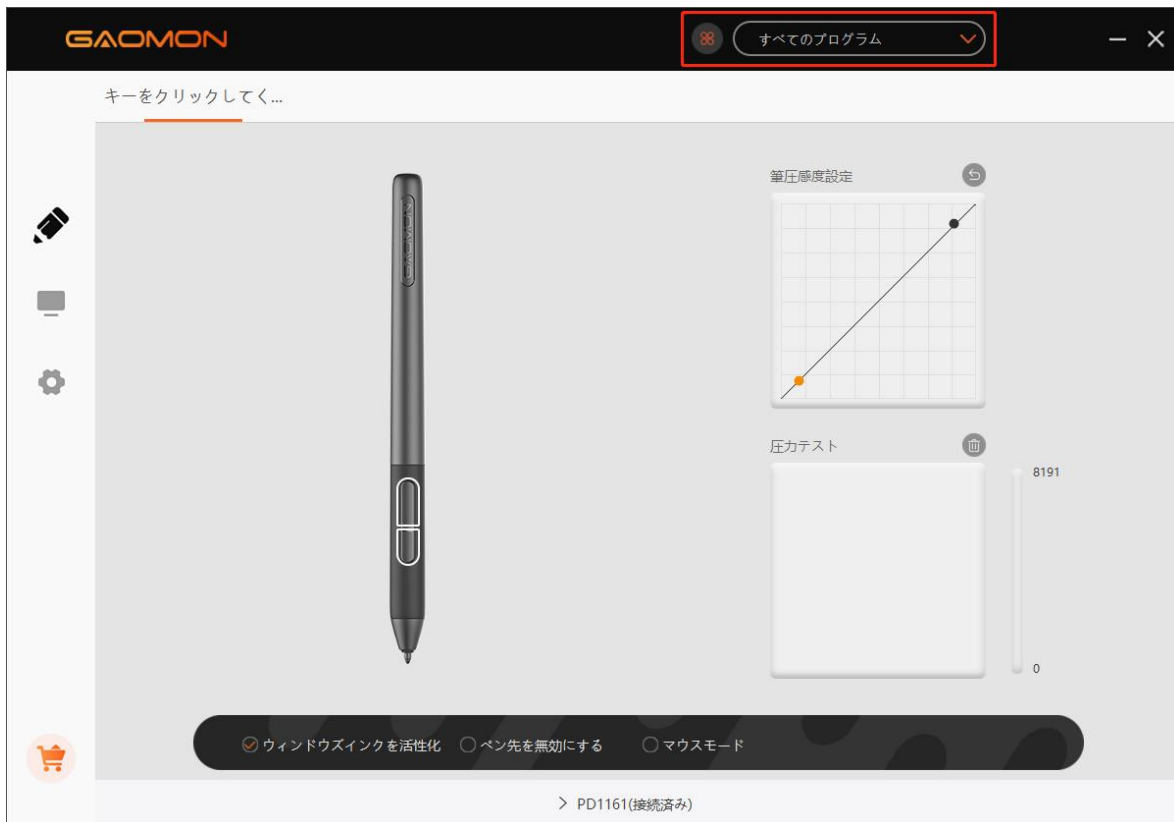 GAOMON
すべてのプログラム
キーをクリックしてく...
GAOMON
筆圧感度設定
圧力テスト
8191
0
ウィンドウズインクを活性化 ペン先を無効にする マウスモード
PD1161(接続済み)